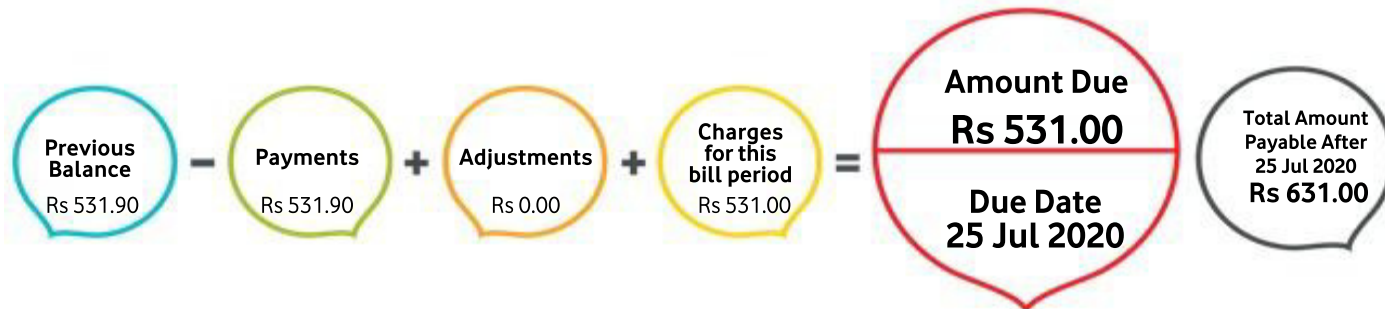 Previous
Balance
Rs 531.90
-
Payments
Rs 531.90
+
Adjustments
Rs 0.00
+
Charges
for this
bill period
Rs 531.00
=
Amount Due
Rs 531.00
Due Date
25 Jul 2020
Total Amount
Payable After
25 Jul 2020
Rs 631.00